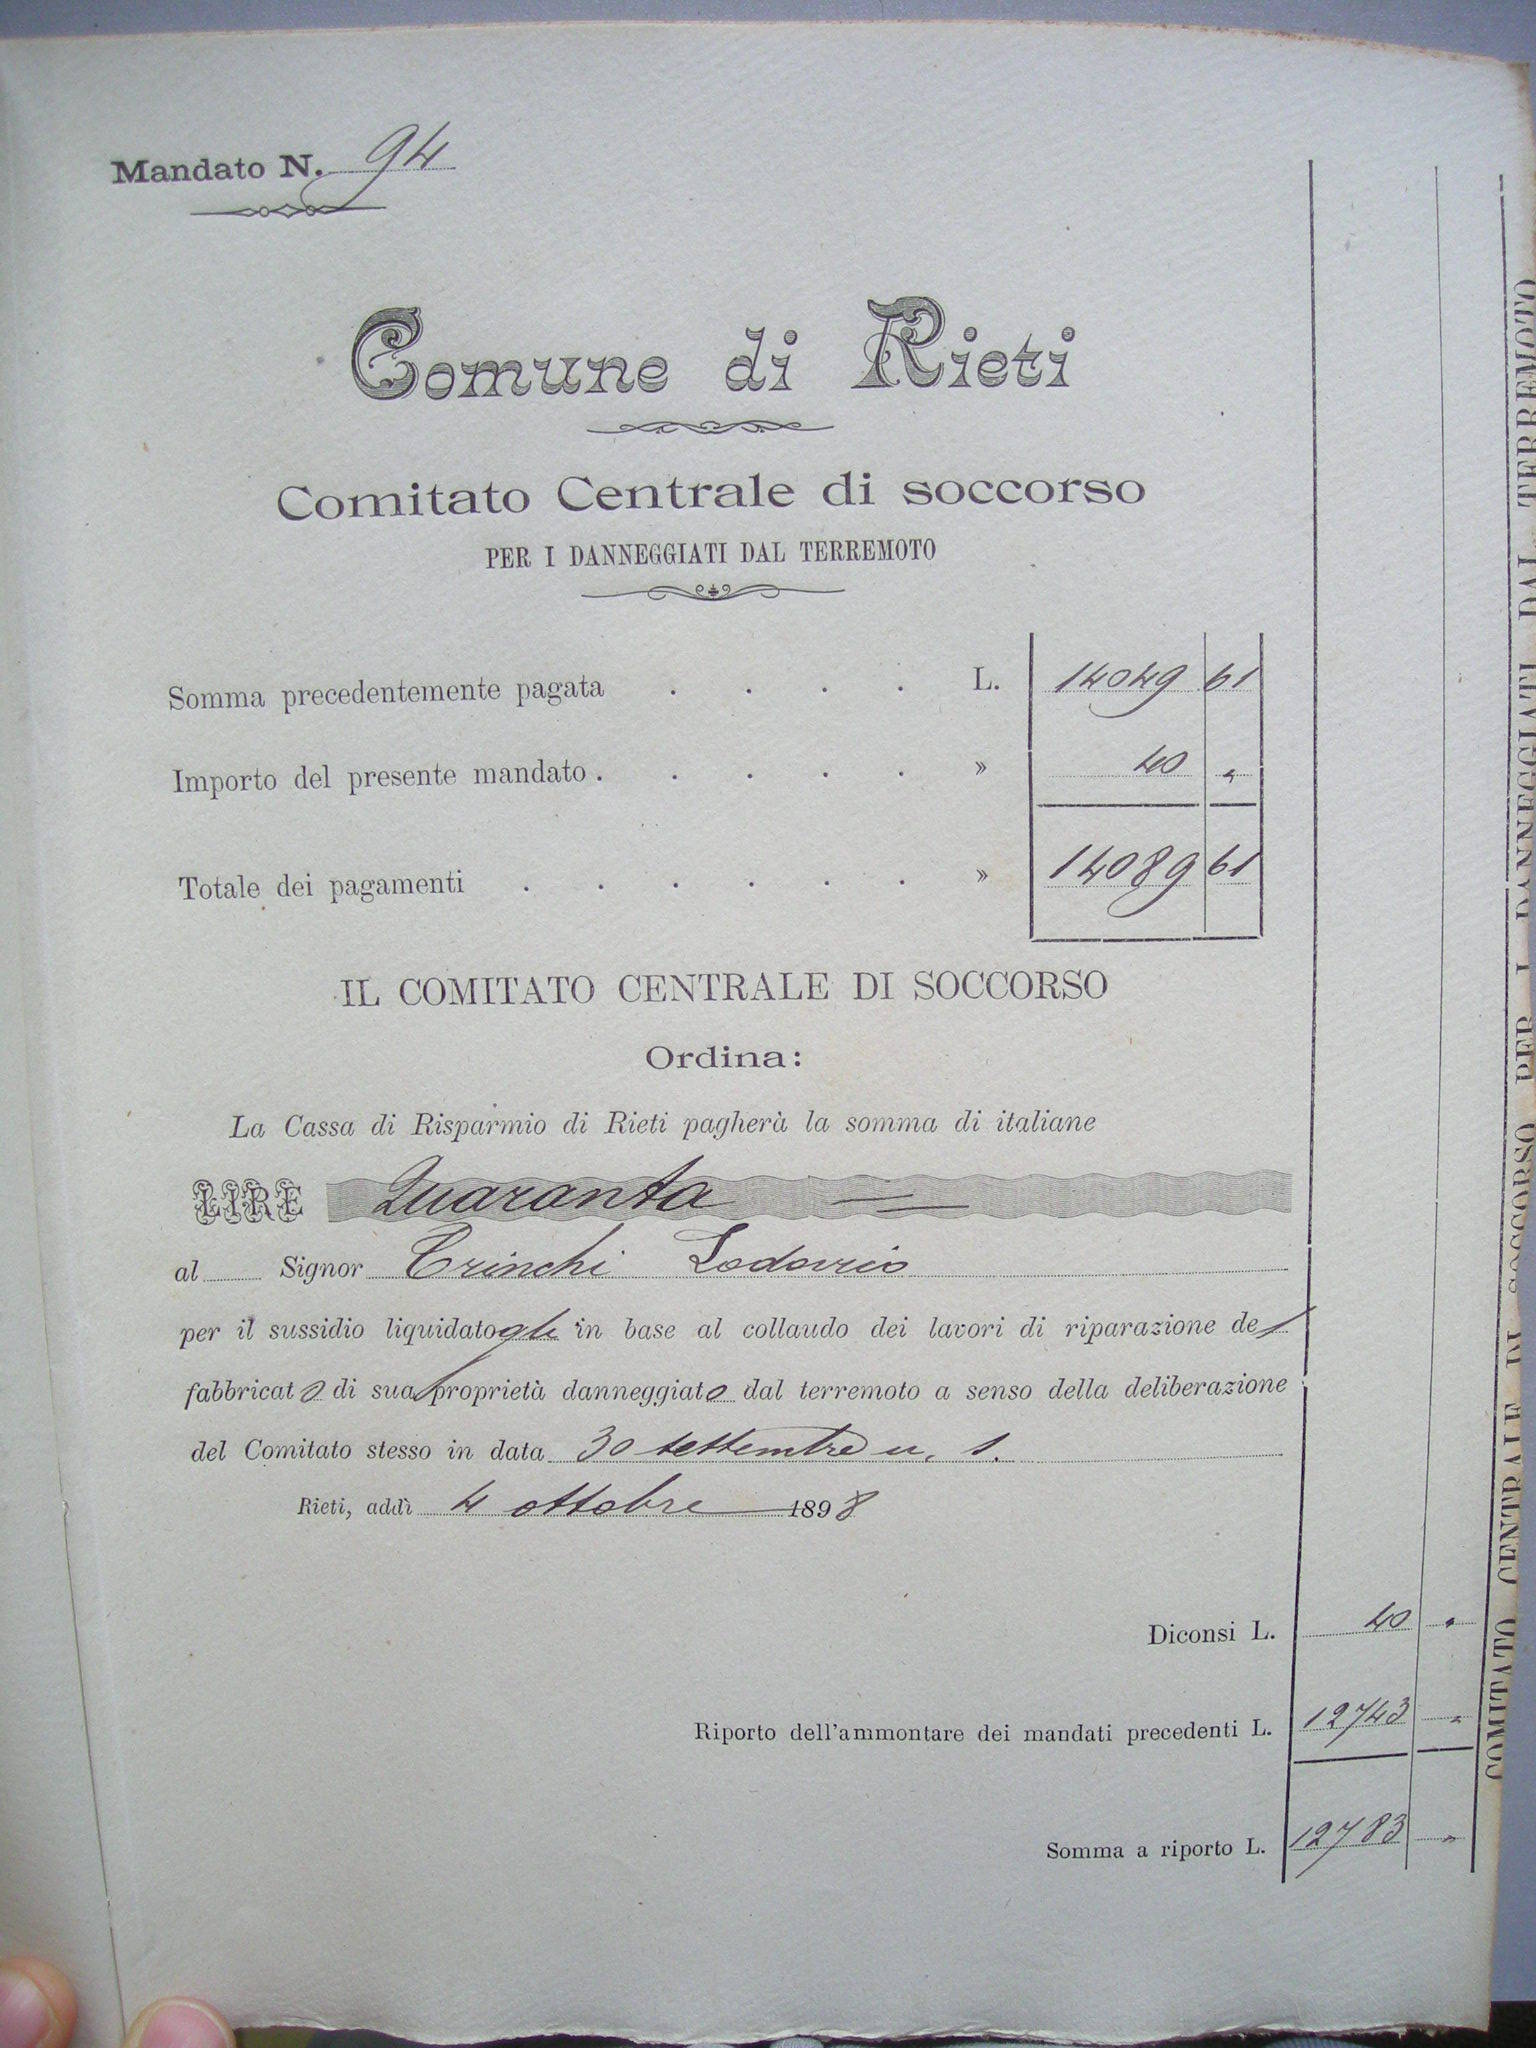 Mandato N. 94
Comune di Rieti
Comitato Centrale di soccorso
PER I DANNEGGIATI DAL TERREMOTO
Somma precedentemente pagata . . . . L. 14049 61
Importo del presente mandato . . . . . » 40 "
Totale dei pagamenti . . . . . . » 14089 61
IL COMITATO CENTRALE DI SOCCORSO
Ordina:
La Cassa di Risparmio di Rieti pagherà la somma di italiane
LIRE Quaranta
al Signor Trinchi Lodovico
per il sussidio liquidatogli in base al collaudo dei lavori di riparazione del
fabbricato di sua proprietà danneggiato dal terremoto a senso della deliberazione
del Comitato stesso in data 30 settembre u. s.
Rieti, addì 4 ottobre 1898
Diconsi L. 40 "
Riporto dell'ammontare dei mandati precedenti L. 12743 "
Somma a riporto L. 12783 "
COMITATO CENTRALE DI SOCCORSO PER I DANNEGGIATI DAL TERREMOTO